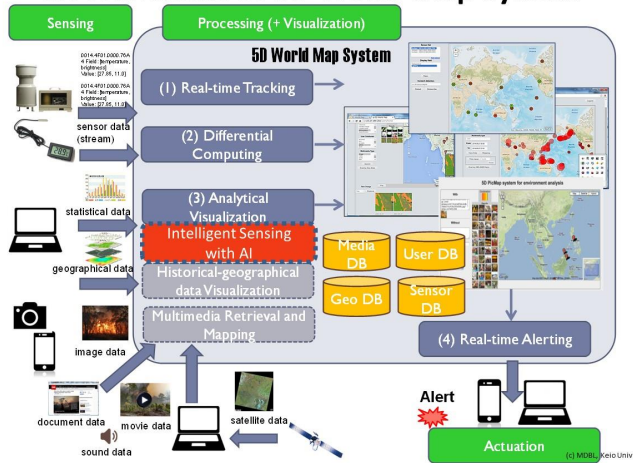 Sensing
Processing (+ Visualization)
5D World Map System
0014.4F01.0000.76A
4 Field: [temperature,
brightness]
Value: [27.85, 11.0]
0014.4F01.0000.76A
4 Field: [temperature,
brightness]
Value: [27.85, 11.0]
sensor data
(stream)
(1) Real-time Tracking
(2) Differential
Computing
(3) Analytical
Visualization
statistical data
Intelligent Sensing
with AI
geographical data
Historical-geographical
data Visualization
Multimedia Retrieval and
Mapping
Media
DB
User DB
Geo DB
Sensor
DB
5D PicMap system for environment analysis
(4) Real-time Alerting
image data
document data
movie data
sound data
satellite data
Alert
Actuation
(c) MDBL, Keio Univ